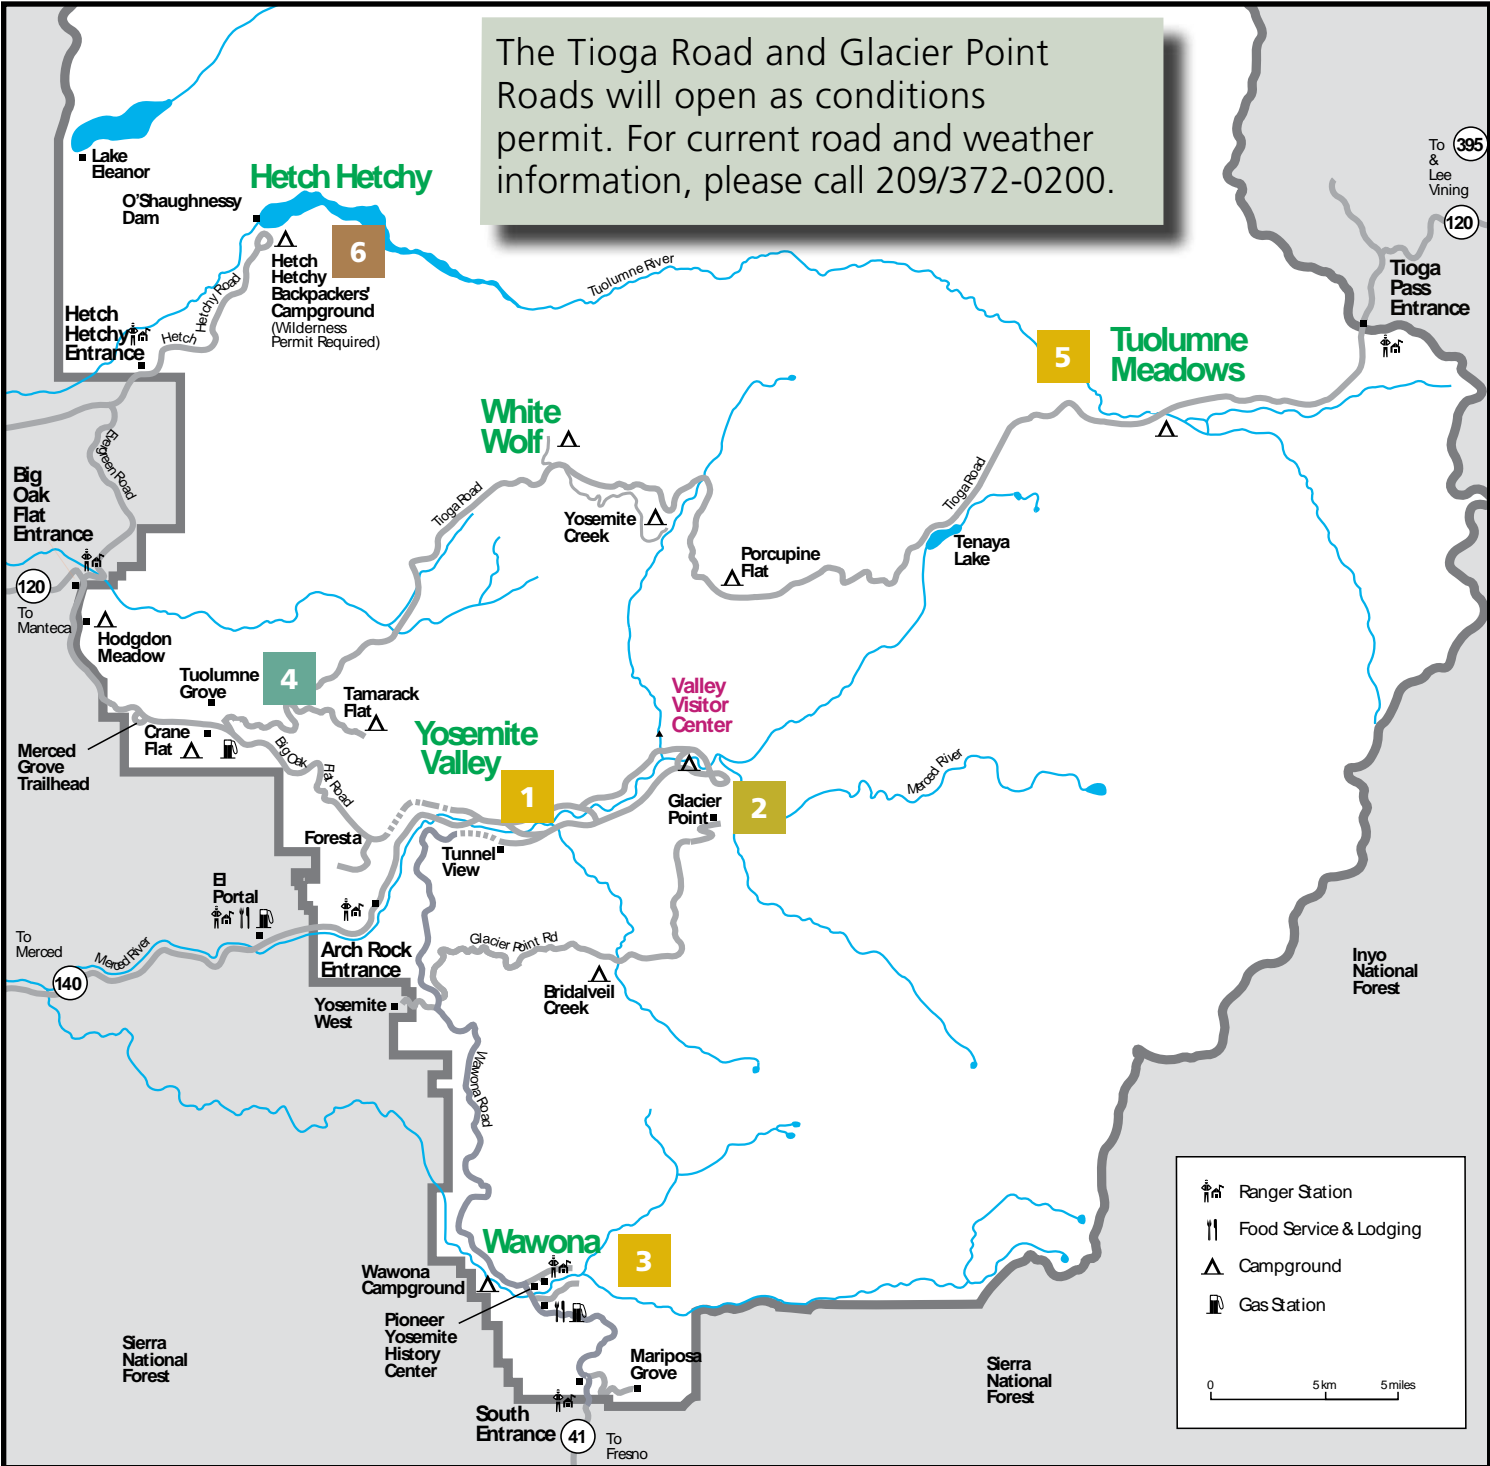 The Tioga Road and Glacier Point
Roads will open as conditions
permit. For current road and weather
information, please call 209/372-0200.
To
&
Lee
Vining
395
120
Lake
Eleanor
Hetch Hetchy
O'Shaughnessy
Dam
6
Hetch
Hetchy
Backpackers'
Campground
(Wilderness
Permit Required)
Hetch Hetchy Road
Hetch
Hetchy
Entrance
Tuolumne River
Tioga
Pass
Entrance
5
Tuolumne
Meadows
White
Wolf
Evergreen Road
Big
Oak
Flat
Entrance
Tioga Road
Tioga Road
Yosemite
Creek
Porcupine
Flat
Tenaya
Lake
120
To
Manteca
Hodgdon
Meadow
Tuolumne
Grove
4
Tamarack
Flat
Valley
Visitor
Center
Crane
Flat
Merced
Grove
Trailhead
Big Oak
Flat Road
Yosemite
Valley
1
Glacier
Point
2
Merced River
Foresta
Tunnel
View
El
Portal
To
Merced
140
Merced River
Arch Rock
Entrance
Glacier Point Rd
Bridalveil
Creek
Yosemite
West
Inyo
National
Forest
Wawona Road
Wawona
3
Wawona
Campground
Pioneer
Yosemite
History
Center
Mariposa
Grove
Sierra
National
Forest
Sierra
National
Forest
South
Entrance
41
To
Fresno
Ranger Station
Food Service & Lodging
Campground
Gas Station
0
5 km
5 miles